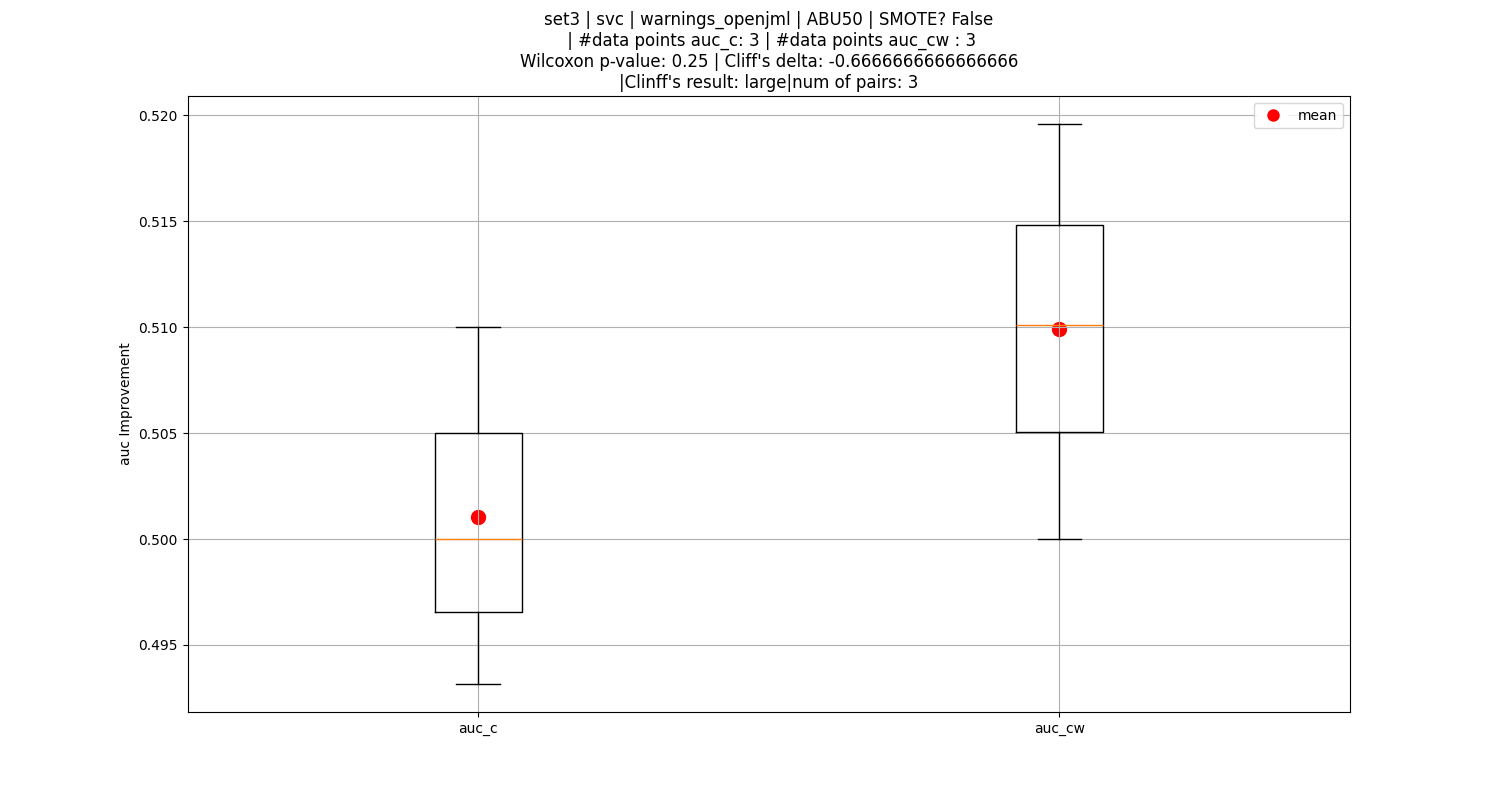 set3 | svc | warnings_openjml | ABU50 | SMOTE? False
| #data points auc_c: 3 | #data points auc_cw : 3
Wilcoxon p-value: 0.25 | Cliff's delta: -0.6666666666666666
|Clinff's result: large|num of pairs: 3
mean
0.520
0.515
0.510
0.505
0.500
0.495
auc Improvement
auc_c
auc_cw